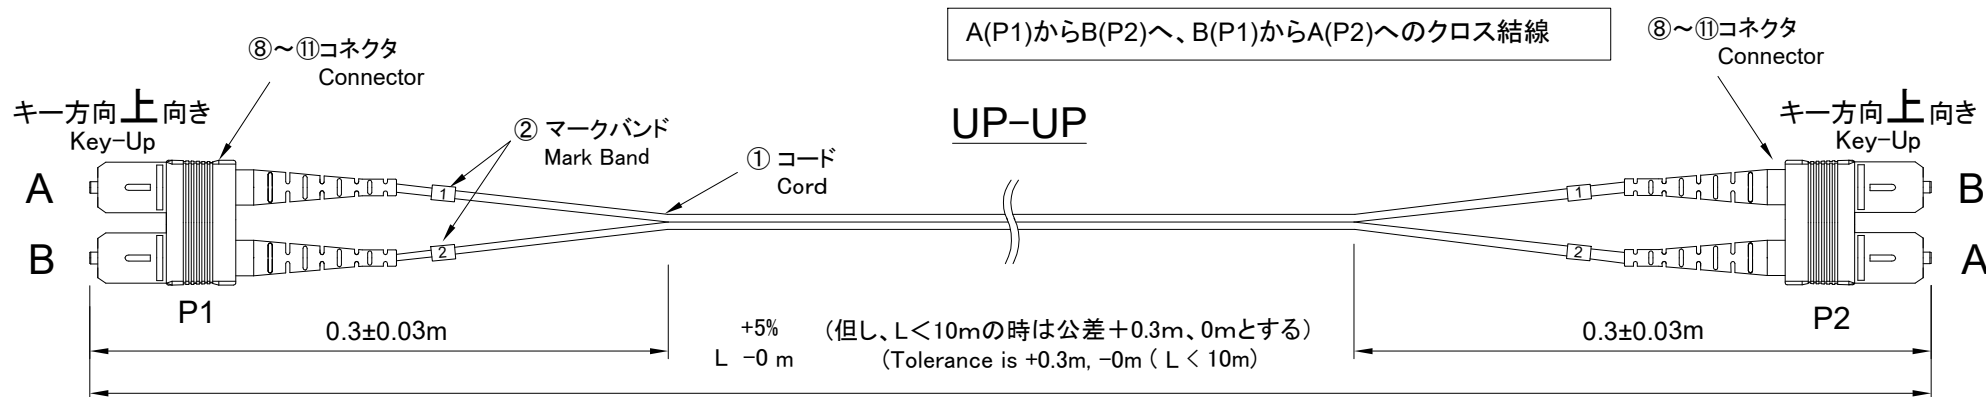 A(P1)からB(P2)へ、B(P1)からA(P2)へのクロス結線
⑧～⑪コネクタ
Connector
⑧～⑪コネクタ
Connector
キー方向上向き
Key-Up
② マークバンド
Mark Band
UP-UP
① コード
Cord
キー方向上向き
Key-Up
A
1
1
B
B
2
2
A
P1
P2
0.3±0.03m
+5%
L -0 m
(但し、L＜10mの時は公差＋0.3m、0mとする)
(Tolerance is +0.3m, -0m ( L < 10m)
0.3±0.03m